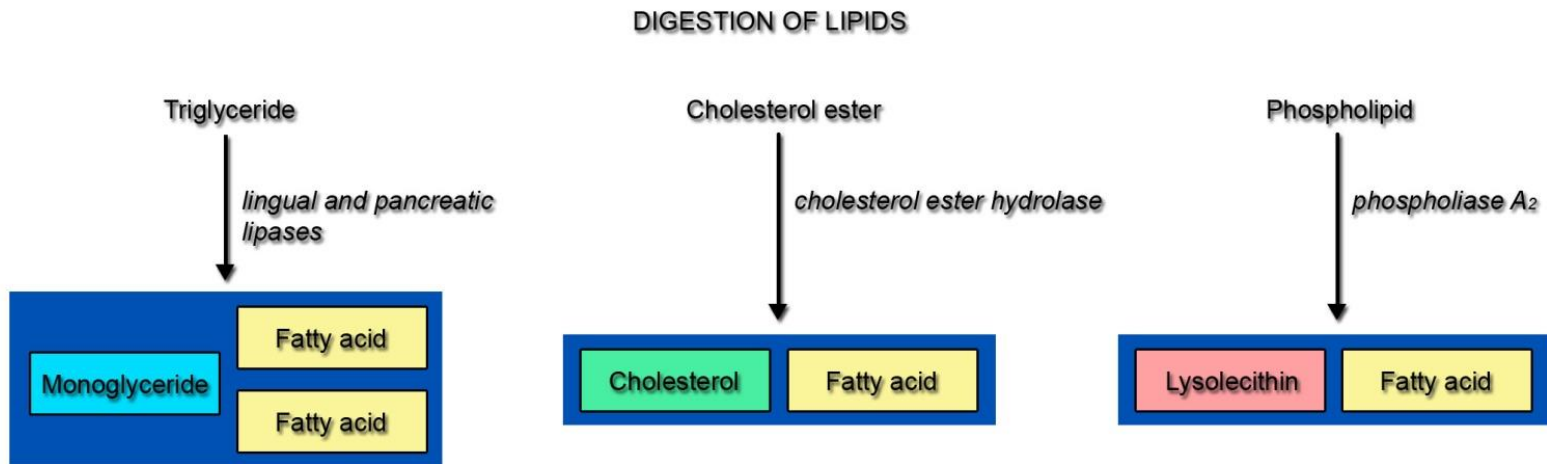 DIGESTION OF LIPIDS
Triglyceride
lingual and pancreatic
lipases
Monoglyceride
Fatty acid
Fatty acid
Cholesterol ester
cholesterol ester hydrolase
Cholesterol
Fatty acid
Phospholipid
phospholiase A₂
Lysolecithin
Fatty acid